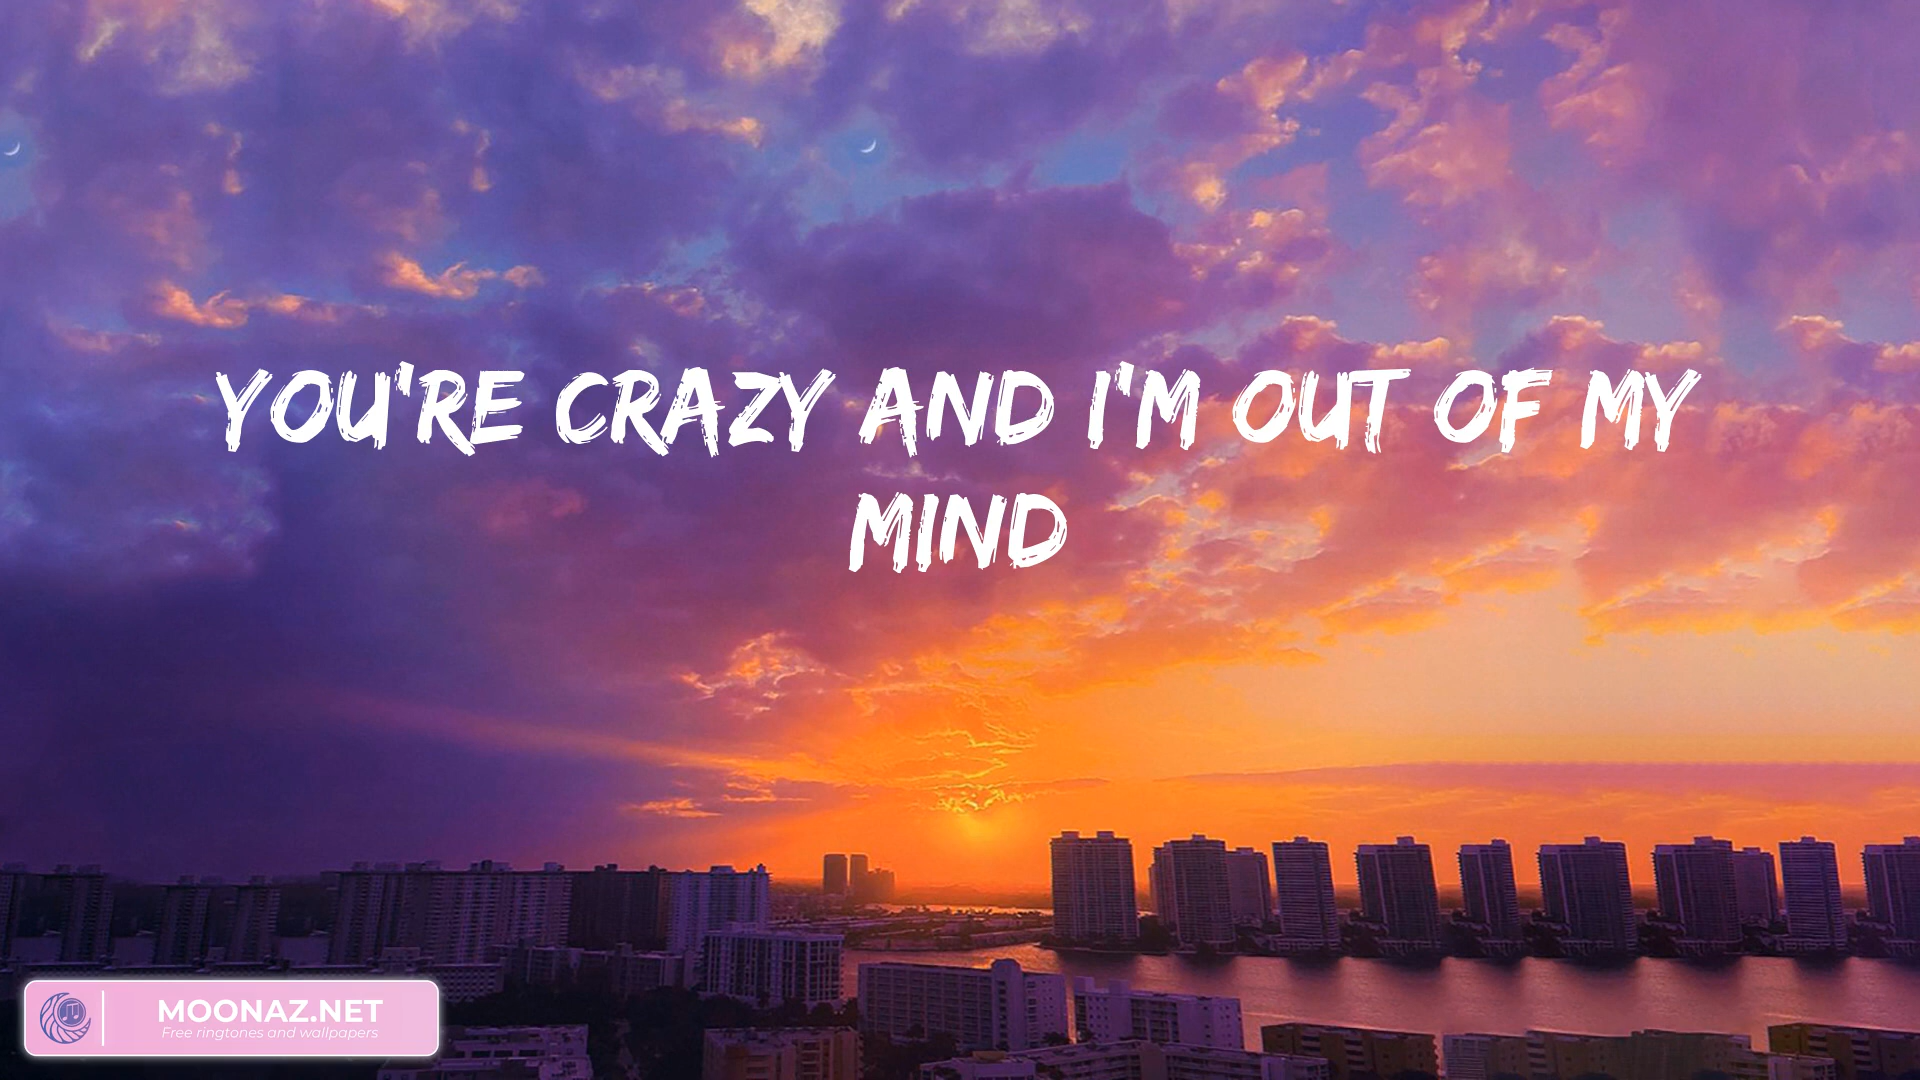 YOU'RE CRAZY AND I'M OUT OF MY
MIND
MOONAZ.NET
Free ringtones and wallpapers